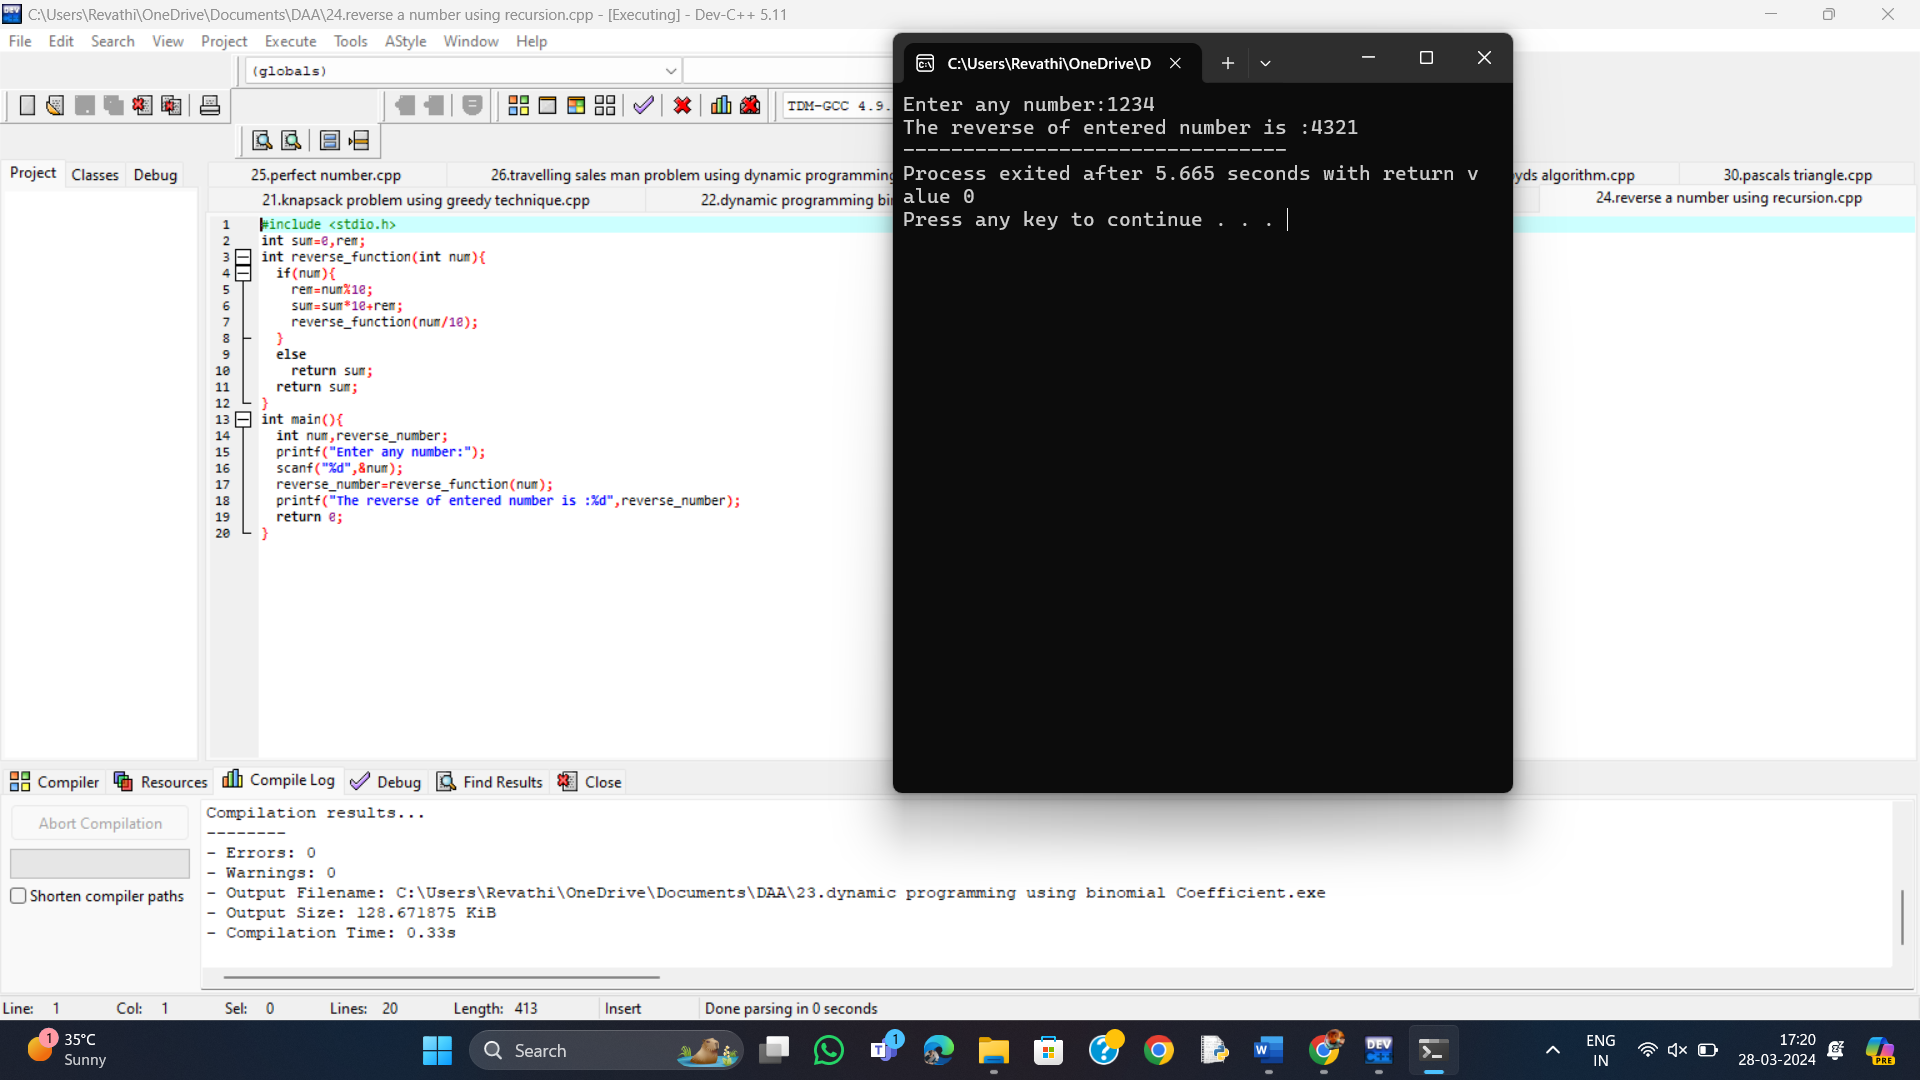 C:\Users\Revathi\OneDrive\Documents\DAA\24.reverse a number using recursion.cpp - [Executing] - Dev-C++ 5.11
File Edit Search View Project Execute Tools AStyle Window Help
(globals)
TDM-GCC 4.9.
Project Classes Debug
25.perfect number.cpp 26.travelling sales man problem using dynamic programming yds algorithm.cpp 30.pascals triangle.cpp
21.knapsack problem using greedy technique.cpp 22.dynamic programming bi 24.reverse a number using recursion.cpp
1 #include <stdio.h>
2 int sum=0,rem;
3 int reverse_function(int num){
4 if(num){
5 rem=num%10;
6 sum=sum*10+rem;
7 reverse_function(num/10);
8 }
9 else
10 return sum;
11 return sum;
12 }
13 int main(){
14 int num,reverse_number;
15 printf("Enter any number:");
16 scanf("%d",&num);
17 reverse_number=reverse_function(num);
18 printf("The reverse of entered number is :%d",reverse_number);
19 return 0;
20 }
C:\Users\Revathi\OneDrive\D
Enter any number:1234
The reverse of entered number is :4321
--------------------------------
Process exited after 5.665 seconds with return v
alue 0
Press any key to continue . . .
Compiler Resources Compile Log Debug Find Results Close
Abort Compilation
Shorten compiler paths
Compilation results...
--------
- Errors: 0
- Warnings: 0
- Output Filename: C:\Users\Revathi\OneDrive\Documents\DAA\23.dynamic programming using binomial Coefficient.exe
- Output Size: 128.671875 KiB
- Compilation Time: 0.33s
Line: 1 Col: 1 Sel: 0 Lines: 20 Length: 413 Insert Done parsing in 0 seconds
1
35°C
Sunny
Search
1
ENG
IN
17:20
28-03-2024
PRE